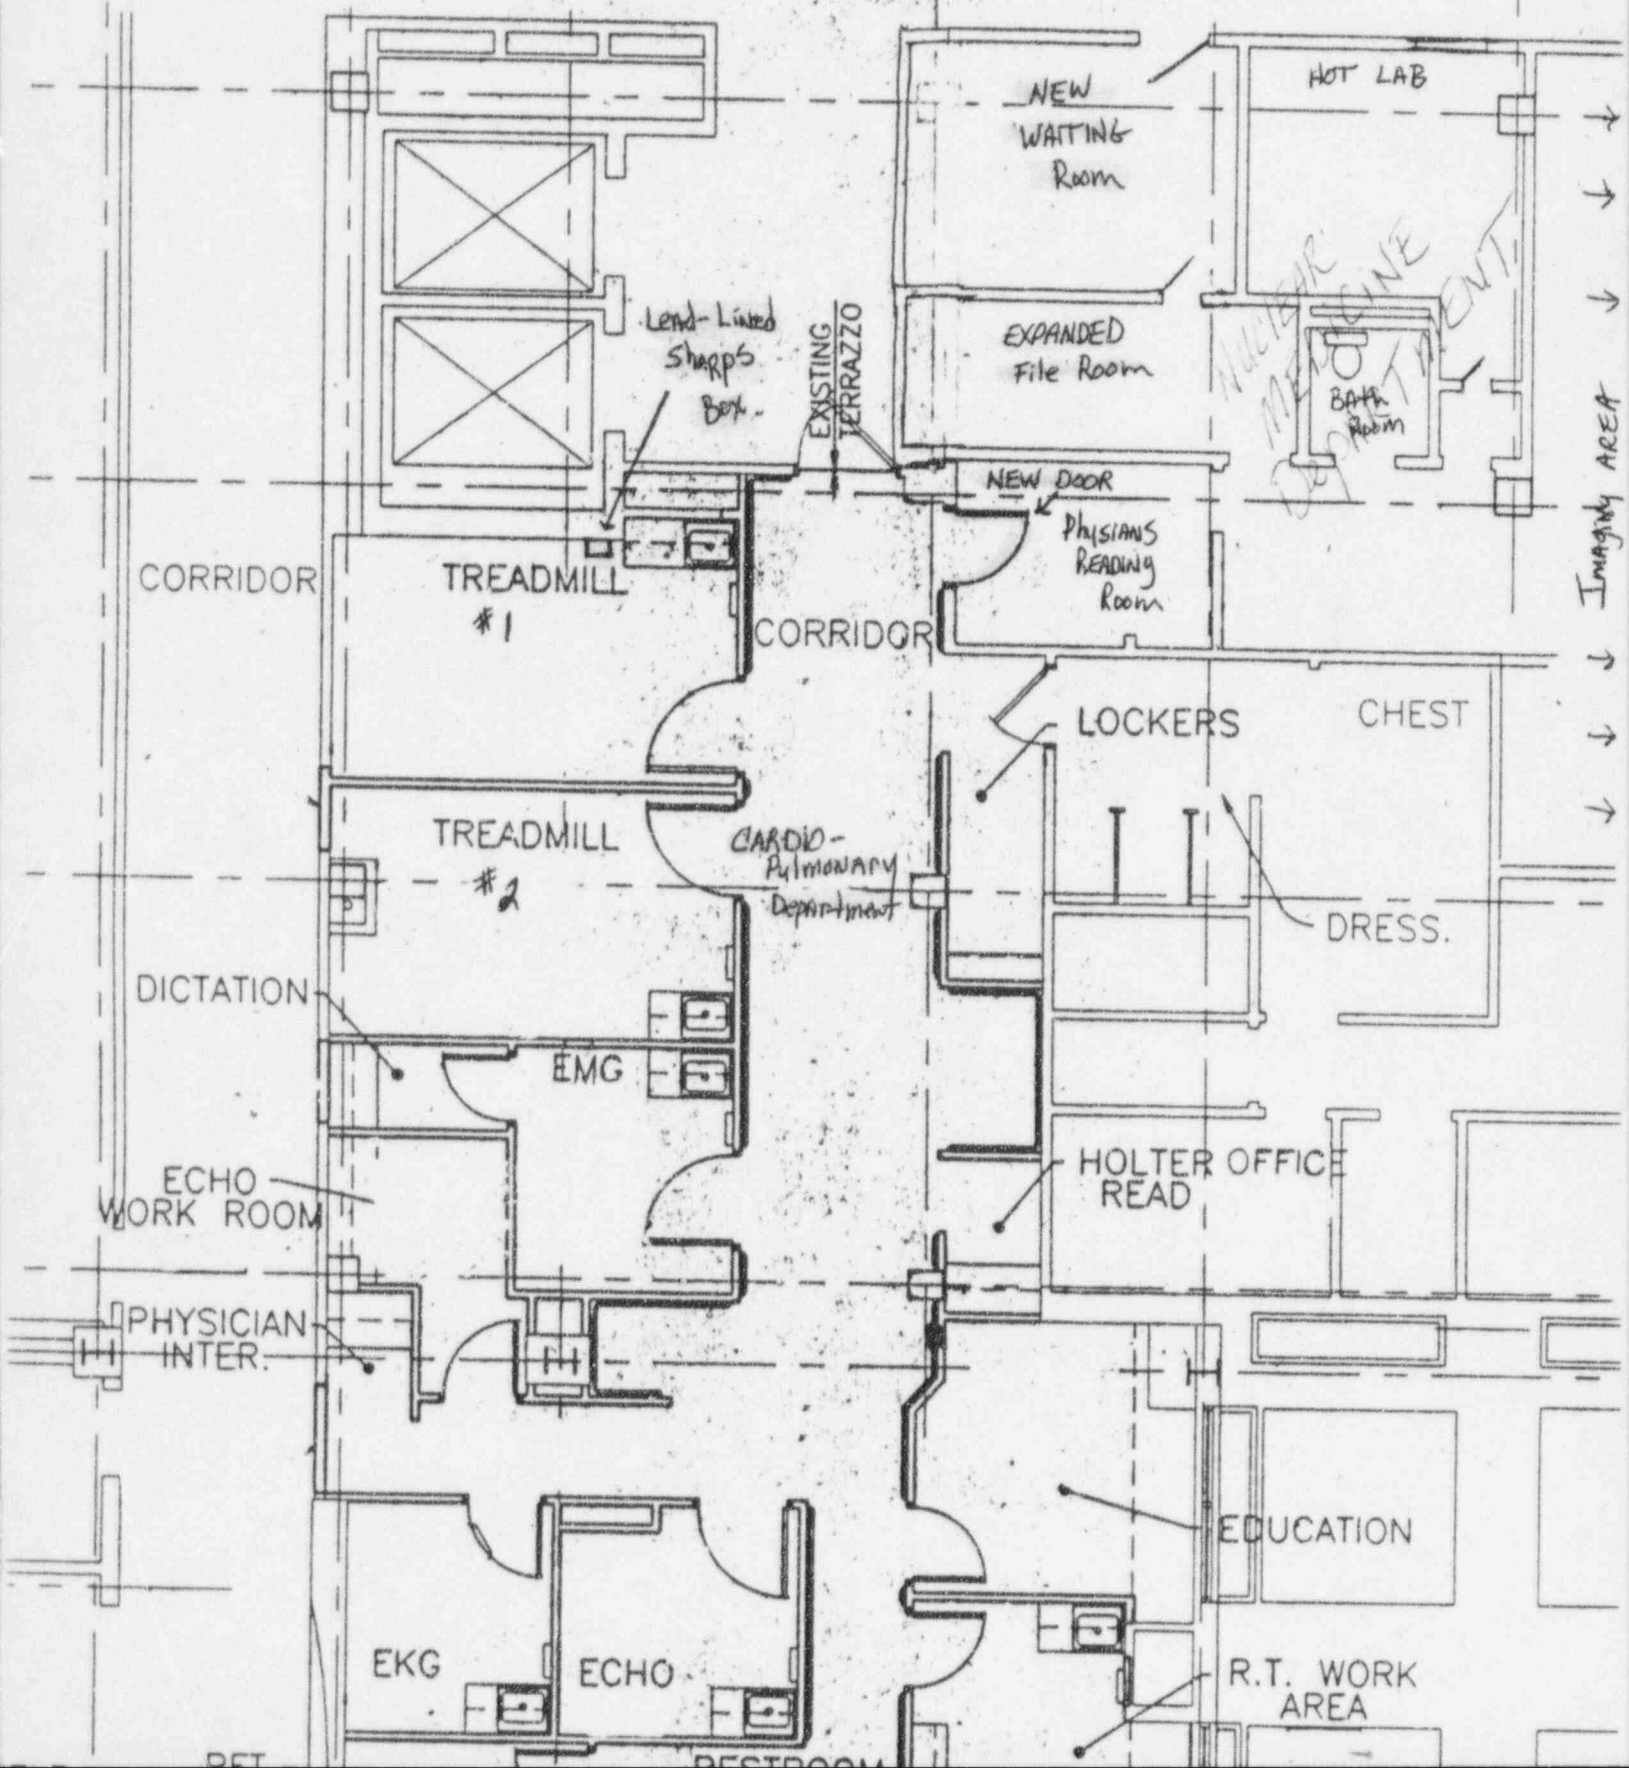 NEW
WAITING
Room
HOT LAB
NUCLEAR
MEDICINE
DEPARTMENT.
Lead-Lined
Sharps
Box.
EXISTING
TERRAZZO
EXPANDED
File Room
BATH
Room
Imaging AREA
NEW DOOR
PhysiANS
READING
Room
CORRIDOR
TREADMILL
#1
CORRIDOR
LOCKERS
CHEST
TREADMILL
#2
CARDIO-
Pulmonary
Department
DRESS.
DICTATION
EMG
ECHO
WORK ROOM
HOLTER OFFICE
READ
PHYSICIAN
INTER.
EDUCATION
EKG
ECHO
R.T. WORK
AREA
RESTROOM